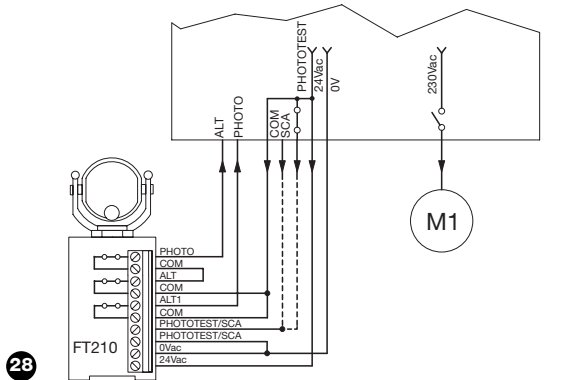 PHOTOTEST
24Vac
0V
230Vac
ALT
PHOTO
COM
SCA
M1
PHOTO
COM
ALT
COM
ALT1
COM
PHOTOTEST/SCA
PHOTOTEST/SCA
0Vac
24Vac
FT210
28